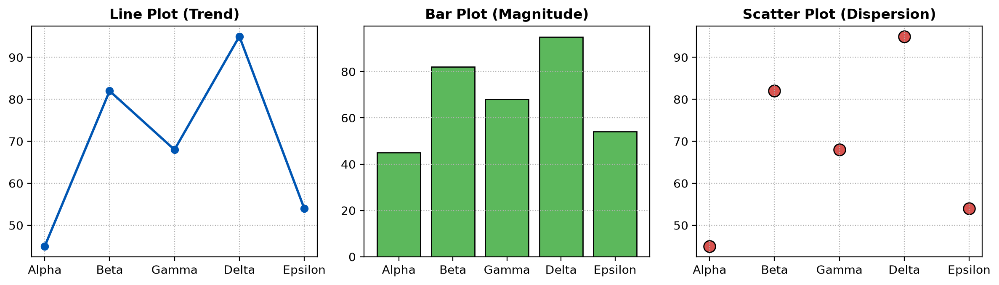 Line Plot (Trend)
90
80
70
60
50
Alpha Beta Gamma Delta Epsilon
Bar Plot (Magnitude)
80
60
40
20
0
Alpha Beta Gamma Delta Epsilon
Scatter Plot (Dispersion)
90
80
70
60
50
Alpha Beta Gamma Delta Epsilon